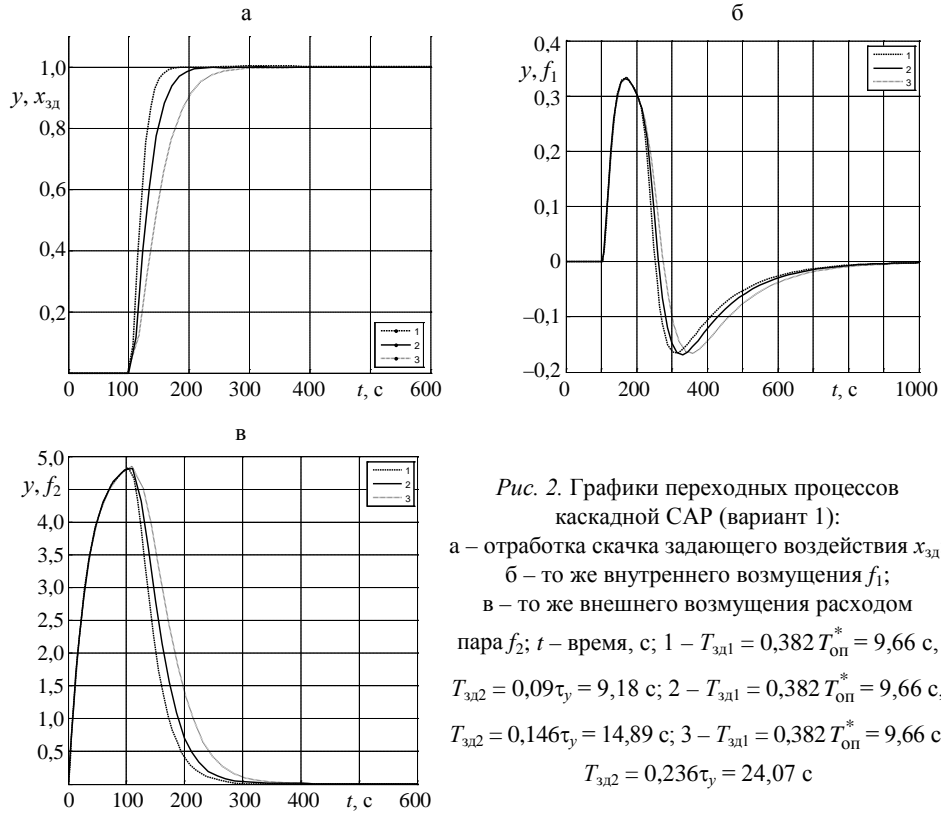 а
1,0
y, xзд
0,8
0,6
0,4
0,2
1
2
3
0 100 200 300 400 t, с 600
б
0,4
y, f1
0,3
0,2
0,1
0
–0,1
–0,2
1
2
3
0 200 400 600 t, с 1000
в
5,0
y, f2
4,0
3,5
3,0
2,5
2,0
1,5
1,0
0,5
1
2
3
0 100 200 300 400 t, с 600
Рис. 2. Графики переходных процессов
каскадной САР (вариант 1):
а – отработка скачка задающего воздействия xзд
б – то же внутреннего возмущения f1;
в – то же внешнего возмущения расходом
пара f2; t – время, с; 1 – Tзд1 = 0,382 T*оп = 9,66 с,
Tзд2 = 0,09τy = 9,18 с; 2 – Tзд1 = 0,382 T*оп = 9,66 с,
Tзд2 = 0,146τy = 14,89 с; 3 – Tзд1 = 0,382 T*оп = 9,66 с
Tзд2 = 0,236τy = 24,07 с